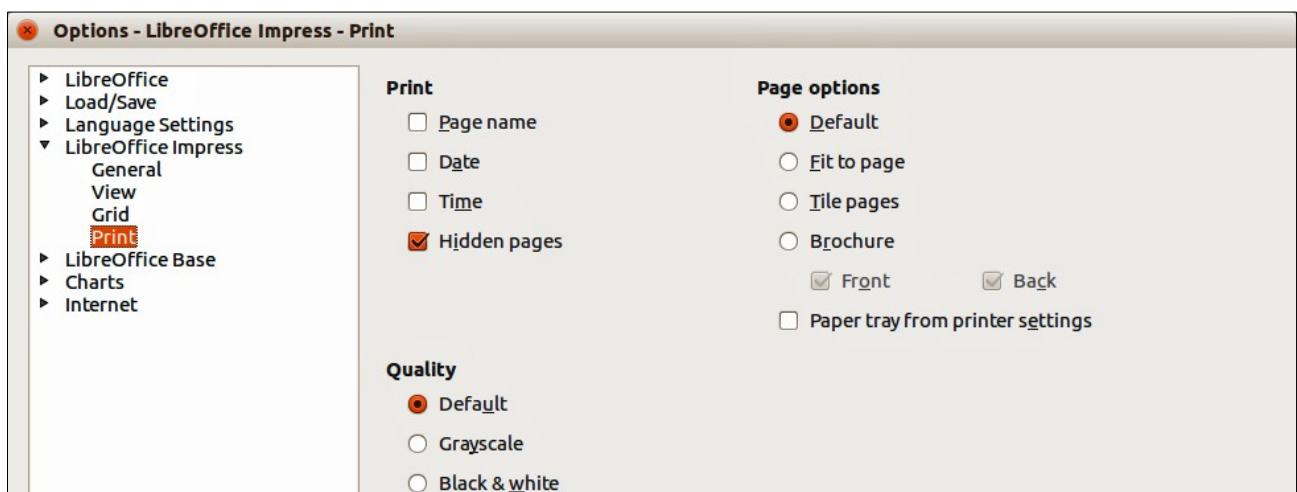 Options - LibreOffice Impress - Print
LibreOffice
Load/Save
Language Settings
LibreOffice Impress
General
View
Grid
Print
LibreOffice Base
Charts
Internet
Print
Page name
Date
Time
Hidden pages
Page options
Default
Fit to page
Tile pages
Brochure
Front Back
Paper tray from printer settings
Quality
Default
Grayscale
Black & white